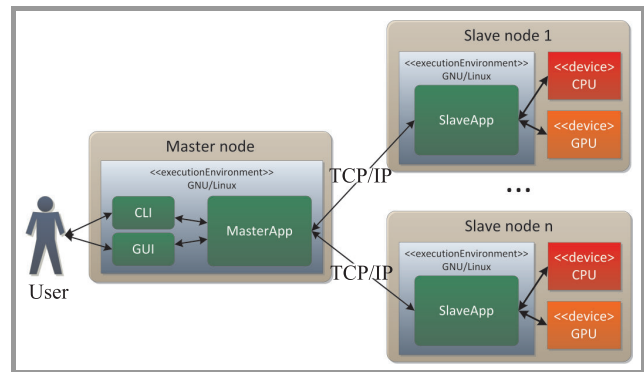 Slave node 1
<<executionEnvironment>>
GNU/Linux
SlaveApp
<<device>
CPU
<<device>
GPU
Master node
<<executionEnvironment>>
GNU/Linux
CLI
GUI
MasterApp
User
TCP/IP
TCP/IP
...
Slave node n
<<executionEnvironment>>
GNU/Linux
SlaveApp
<<device>
CPU
<<device>
GPU